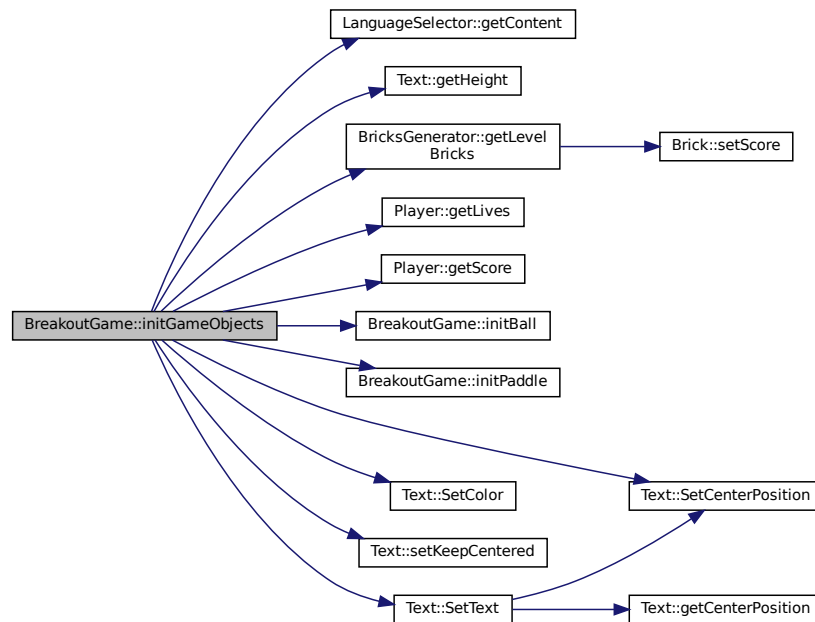 LanguageSelector::getContent
Text::getHeight
BricksGenerator::getLevel
Bricks
Brick::setScore
Player::getLives
Player::getScore
BreakoutGame::initGameObjects
BreakoutGame::initBall
BreakoutGame::initPaddle
Text::SetColor
Text::SetCenterPosition
Text::setKeepCentered
Text::SetText
Text::getCenterPosition